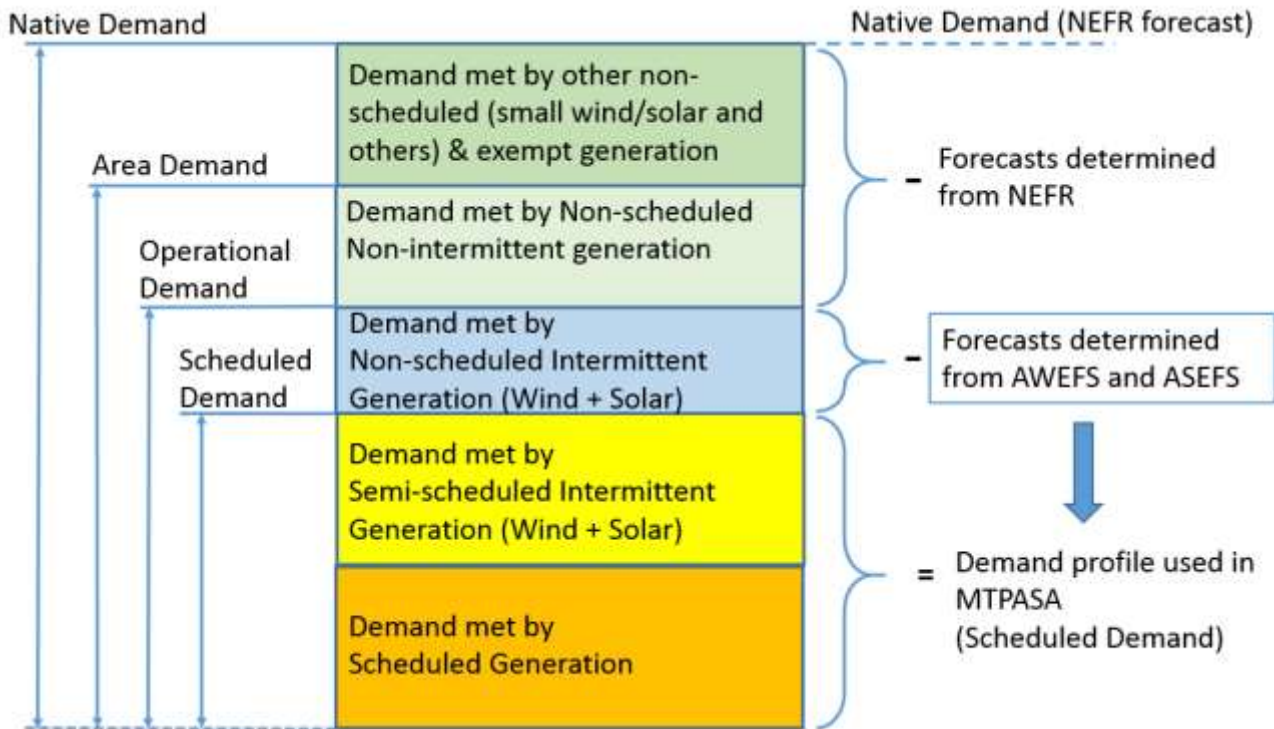 Native Demand
Native Demand (NEFR forecast)
Demand met by other non-
scheduled (small wind/solar and
others) & exempt generation
Area Demand
– Forecasts determined
from NEFR
Demand met by Non-scheduled
Non-intermittent generation
Operational
Demand
Demand met by
Non-scheduled Intermittent
Generation (Wind + Solar)
– Forecasts determined
from AWEFS and ASEFS
Scheduled
Demand
Demand met by
Semi-scheduled Intermittent
Generation (Wind + Solar)
= Demand profile used in
MTPASA
(Scheduled Demand)
Demand met by
Scheduled Generation